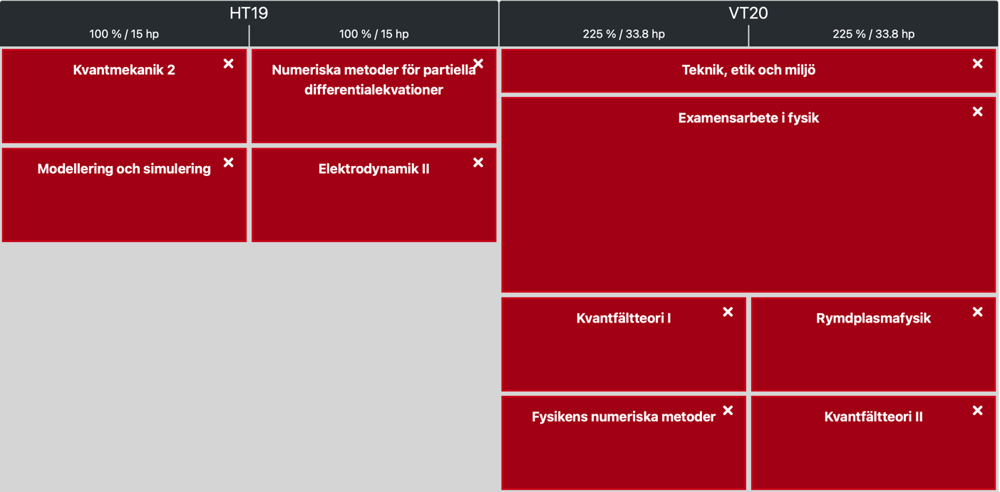 HT19
VT20
100 % / 15 hp
100 % / 15 hp
225 % / 33.8 hp
225 % / 33.8 hp
Kvantmekanik 2
Numeriska metoder för partiella
differentialekvationer
Modellering och simulering
Elektrodynamik II
Teknik, etik och miljö
Examensarbete i fysik
Kvantfältteori I
Rymdplasmafysik
Fysikens numeriska metoder
Kvantfältteori II